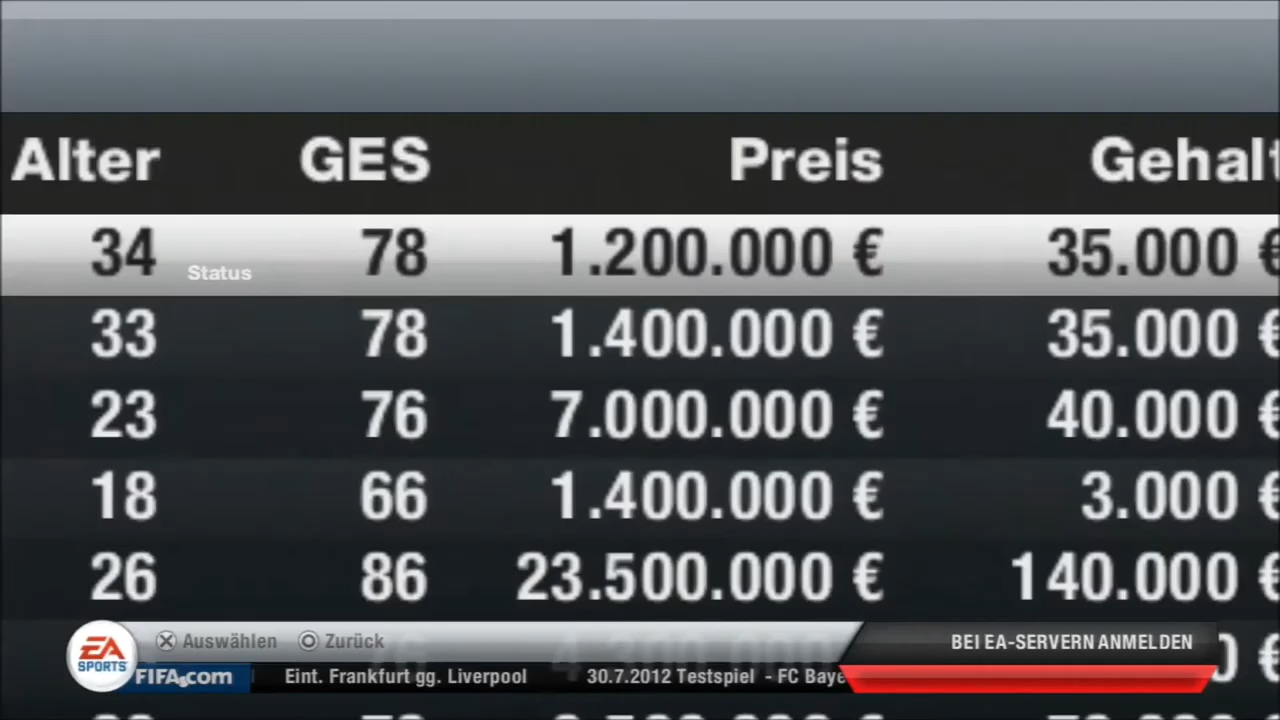 Alter GES Preis Gehalt
34 78 1.200.000 € 35.000 €
Status
33 78 1.400.000 € 35.000 €
23 76 7.000.000 € 40.000 €
18 66 1.400.000 € 3.000 €
26 86 23.500.000 € 140.000 €
Auswählen Zurück BEI EA-SERVERN ANMELDEN
EA SPORTS
FIFA.com Eint. Frankfurt gg. Liverpool 30.7.2012 Testspiel - FC Baye